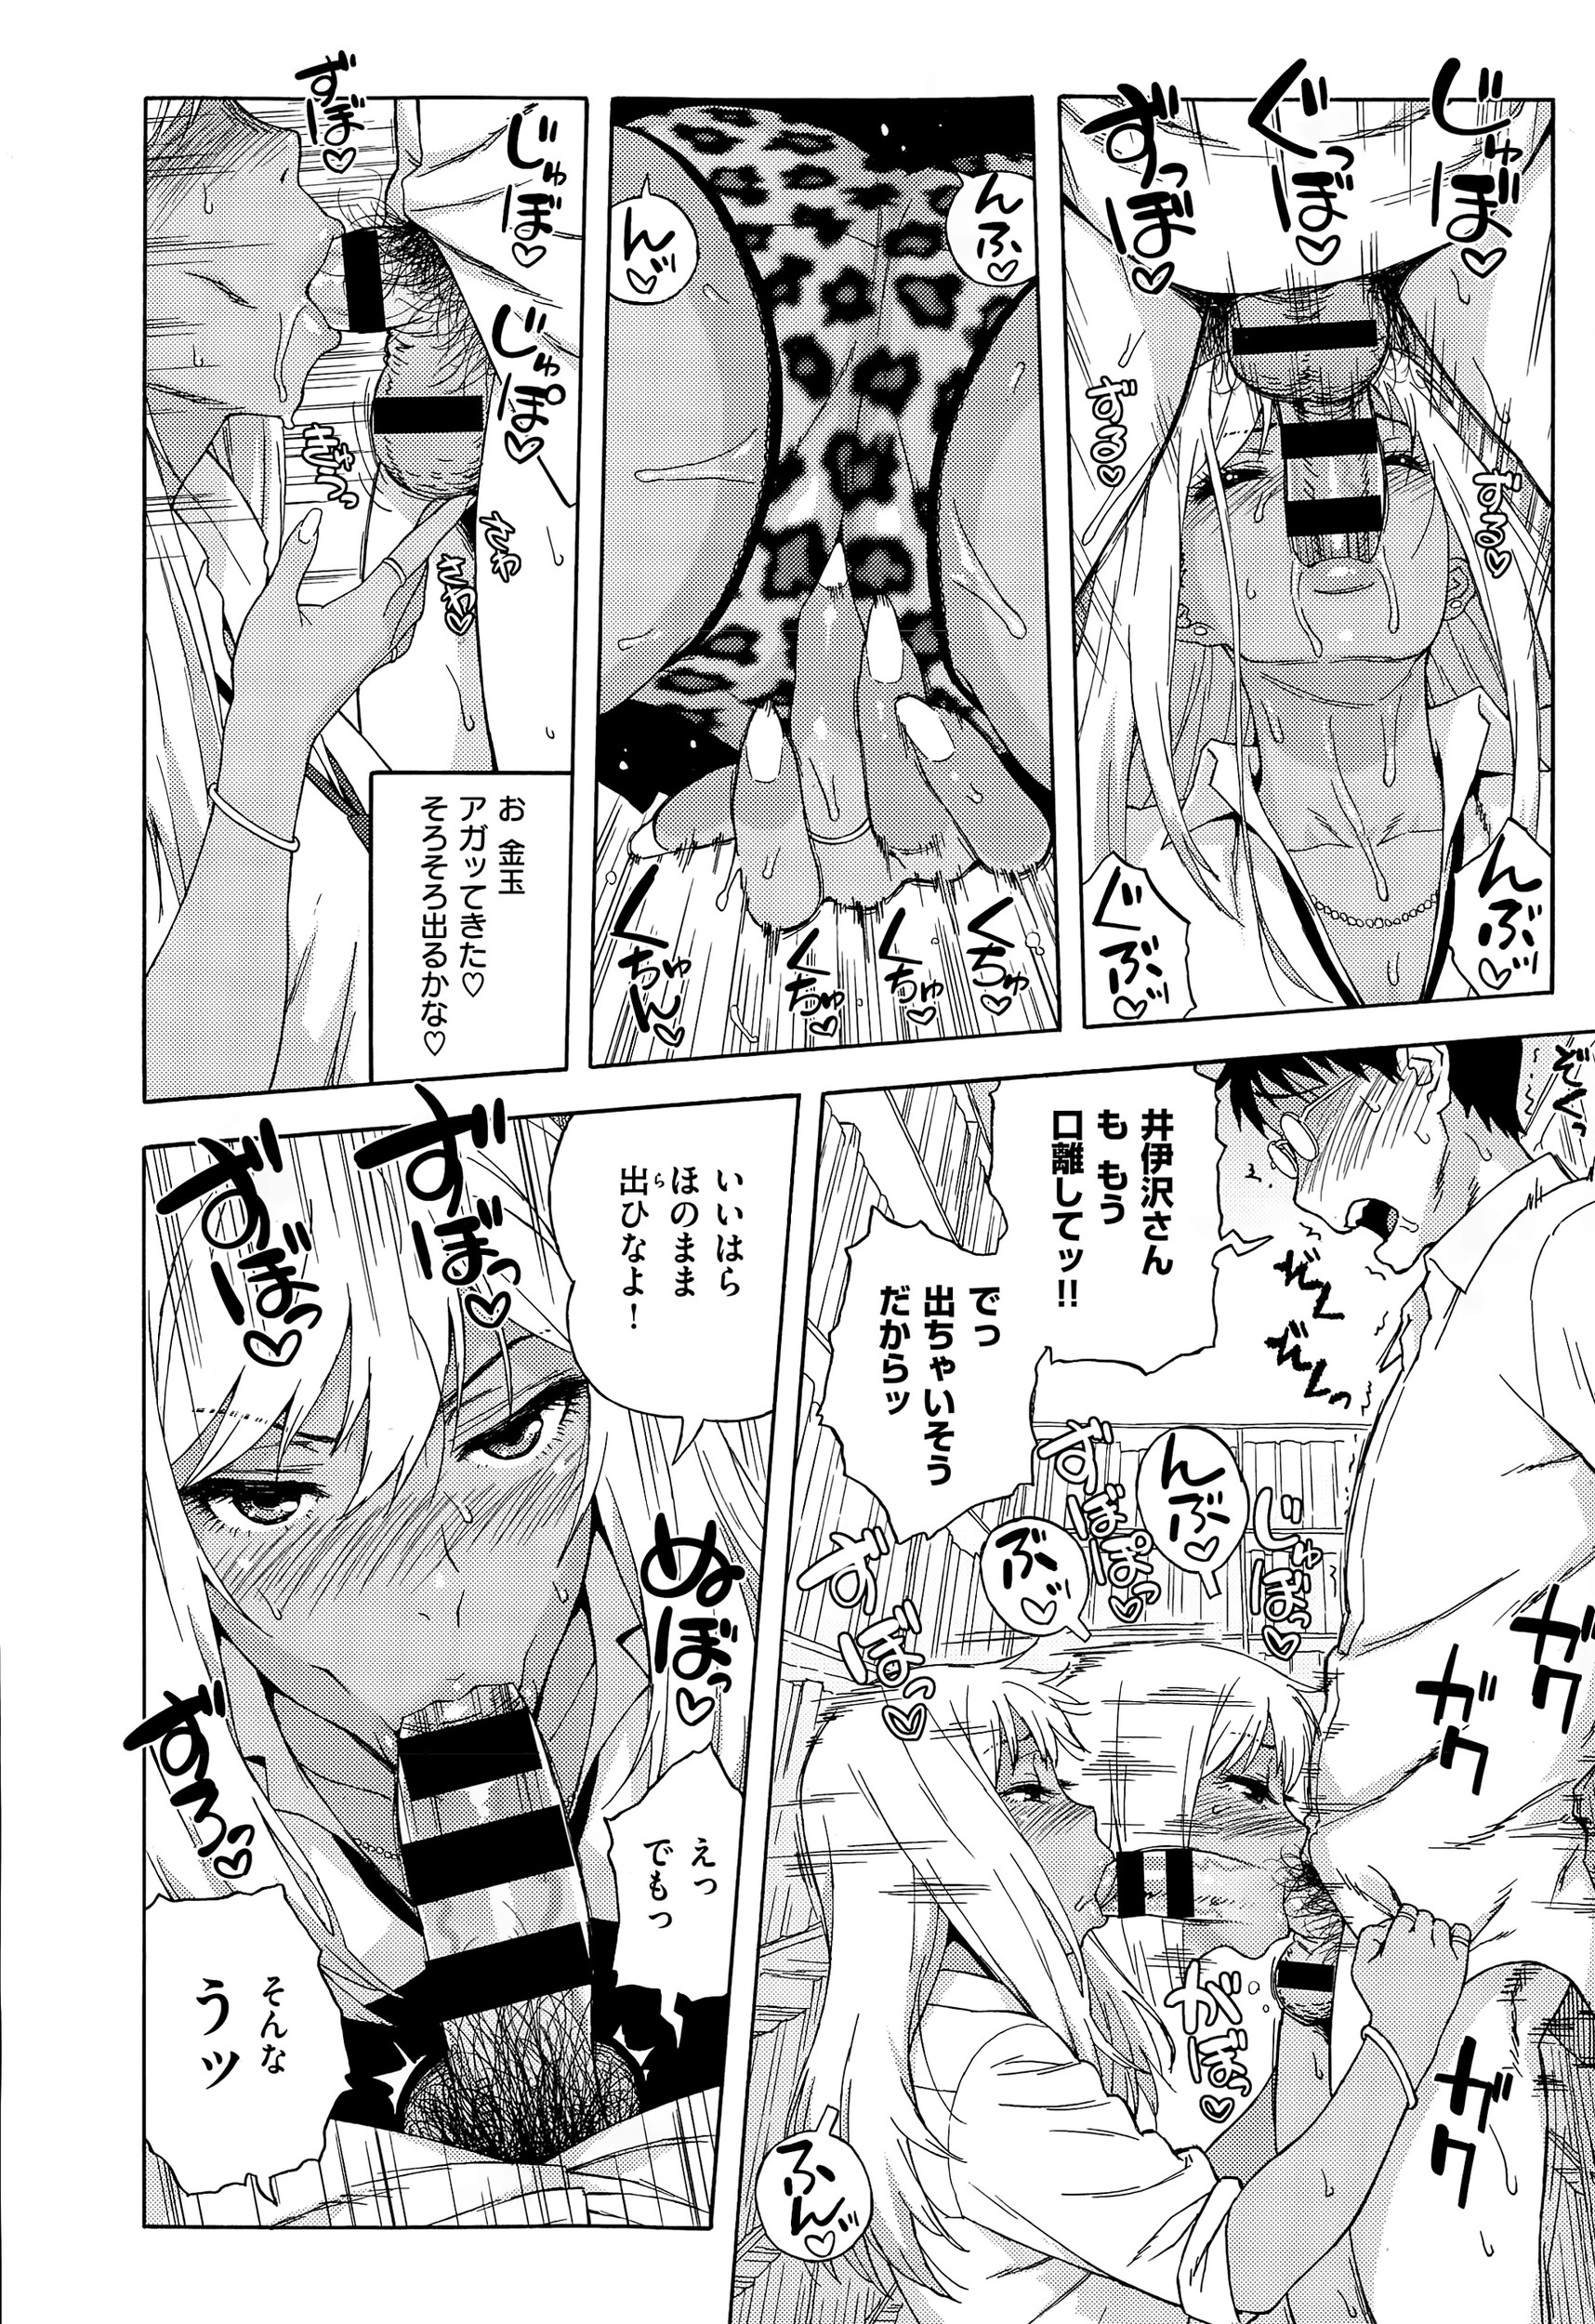 じゅぼ♡
ぐっぽ♡
ずっぽ♡
ずる♡
ずる♡
んぶッ♡
ぐぶッ♡
んふ♡
んッ♡
くちゅ♡
くちゅ♡
くちゅ♡
くちゅん♡
ずぼ♡
じゅぼ♡
じゅぽ♡
ぎゅっ
さわ
さわ♡
お 金玉
アガッてきた♡
そろそろ出るかな♡
ぞくっ
井伊沢さん
も もう
口離してッ!!
でっ
出ちゃいそう
だからッ
んぶ♡
ぶッ♡
じゅぼっ♡
ずぼっ♡
ガク
ガク
ガク
がぼっ♡
ふんッ♡
いいはら
ほのまま
出ひなよ!
ら
ずぼっ♡
ずぼっ♡
ぬぼっ♡
ずろっ♡
えっ
でもっ
そんな
うッ